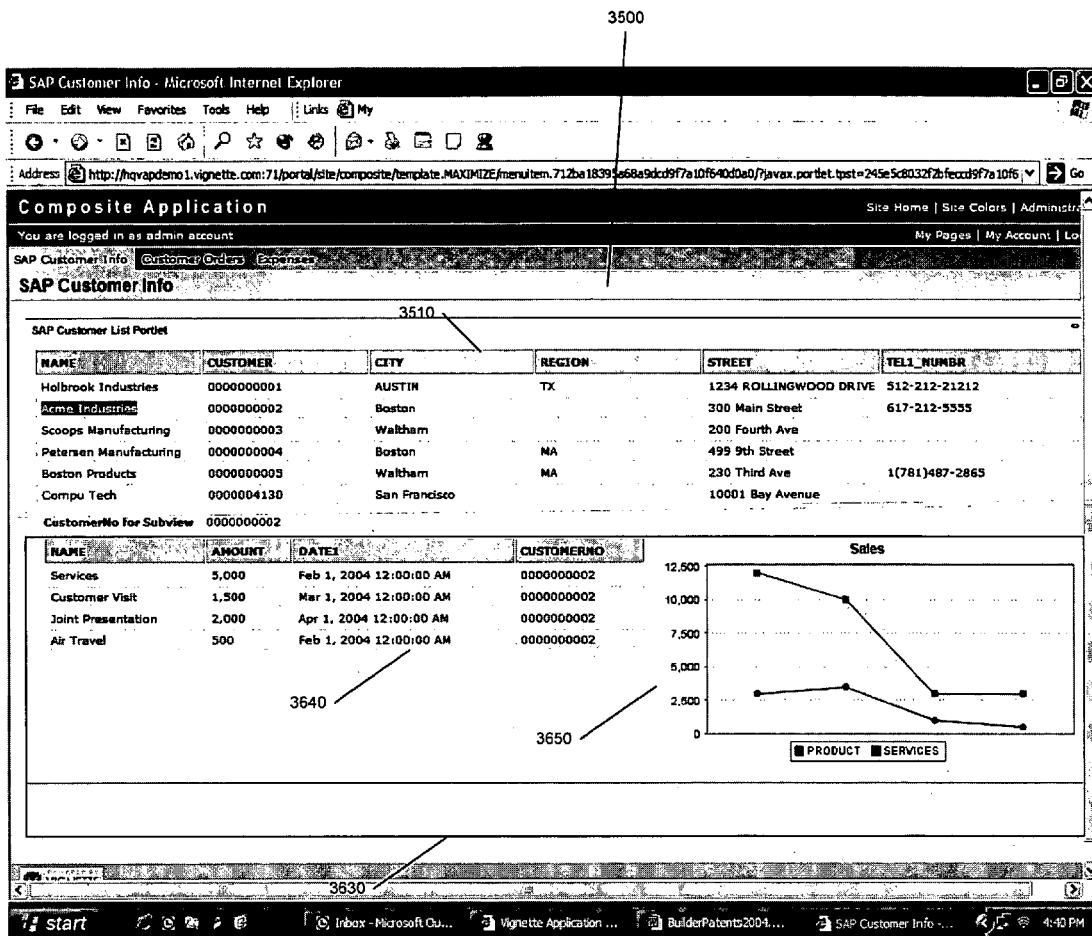 3500
SAP Customer Info - Microsoft Internet Explorer
File Edit View Favorites Tools Help Links My
Address http://hqvapdemo1.vignette.com:71/portal/site/composite/template.MAXIMIZE/menuitem.712ba18395a68a9dcd9f7a10f640d0a0/?javax.portlet.tpst=245e5c8032f2bfeccd9f7a10f6 Go
Composite Application Site Home | Site Colors | Administra
You are logged in as admin account My Pages | My Account | Lo
SAP Customer Info Customer Orders Expenses
SAP Customer Info
3510
SAP Customer List Portlet
NAME CUSTOMER CITY REGION STREET TEL1_NUMBR
Holbrook Industries 0000000001 AUSTIN TX 1234 ROLLINGWOOD DRIVE 512-212-21212
Acme Industries 0000000002 Boston 300 Main Street 617-212-5555
Scoops Manufacturing 0000000003 Waltham 200 Fourth Ave
Petersen Manufacturing 0000000004 Boston MA 499 9th Street
Boston Products 0000000005 Waltham MA 230 Third Ave 1(781)487-2865
Compu Tech 0000004130 San Francisco 10001 Bay Avenue
CustomerNo for Subview 0000000002
NAME AMOUNT DATE1 CUSTOMERNO
Services 5,000 Feb 1, 2004 12:00:00 AM 0000000002
Customer Visit 1,500 Mar 1, 2004 12:00:00 AM 0000000002
Joint Presentation 2,000 Apr 1, 2004 12:00:00 AM 0000000002
Air Travel 500 Feb 1, 2004 12:00:00 AM 0000000002
Sales
12,500
10,000
7,500
5,000
2,500
0
PRODUCT SERVICES
3640
3650
3630
start Inbox - Microsoft Ou... Vignette Application ... BuilderPatents2004.... SAP Customer Info -... 4:40 PM